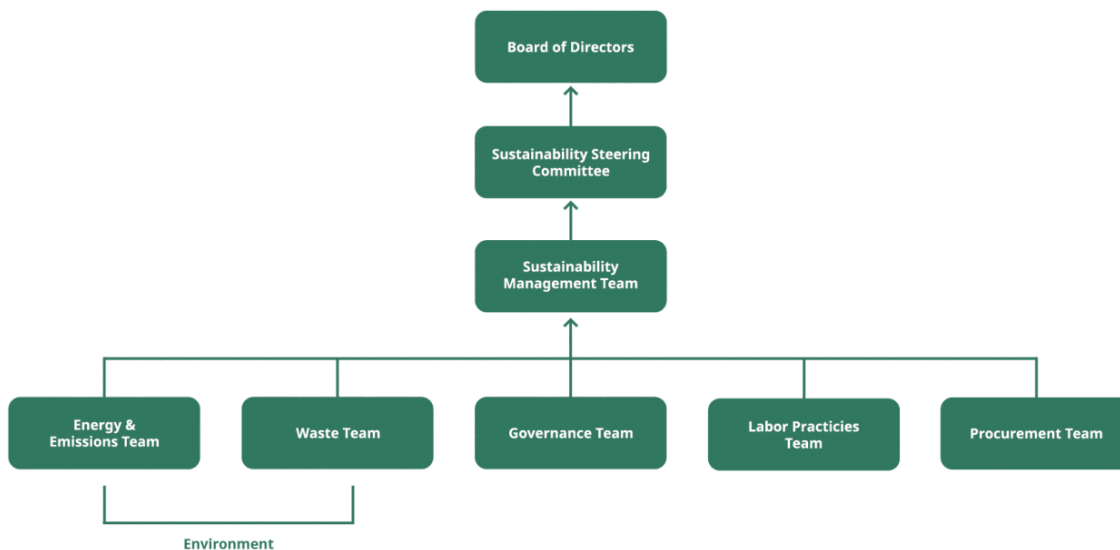 Board of Directors
Sustainability Steering
Committee
Sustainability
Management Team
Energy &
Emissions Team
Waste Team
Governance Team
Labor Practicies
Team
Procurement Team
Environment